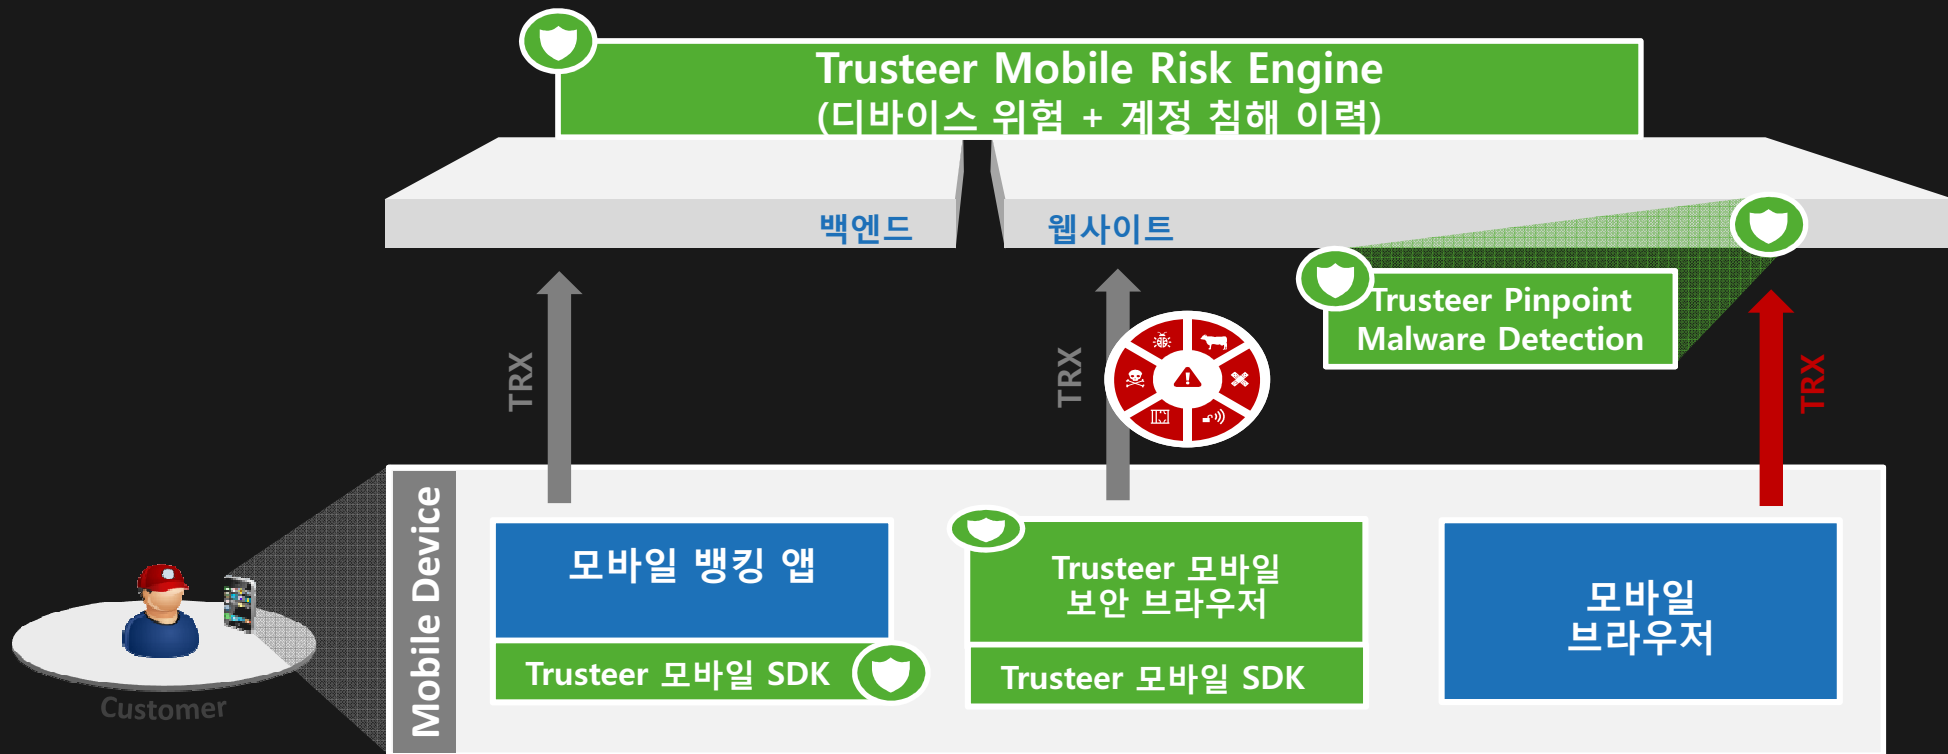 Trusteer Mobile Risk Engine
(디바이스 위험 + 계정 침해 이력)
백엔드
웹사이트
Trusteer Pinpoint
Malware Detection
TRX
TRX
TRX
Mobile Device
모바일 뱅킹 앱
Trusteer 모바일 SDK
Trusteer 모바일
보안 브라우저
Trusteer 모바일 SDK
모바일
브라우저
Customer